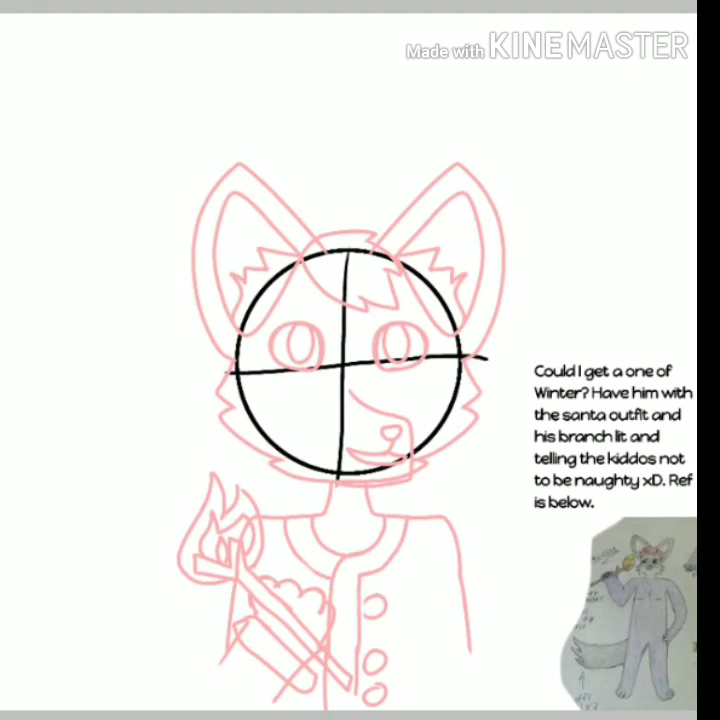 Made with KINEMASTER
Could I get a one of
Winter? Have him with
the santa outfit and
his branch lit and
telling the kiddos not
to be naughty xD. Ref
is below.